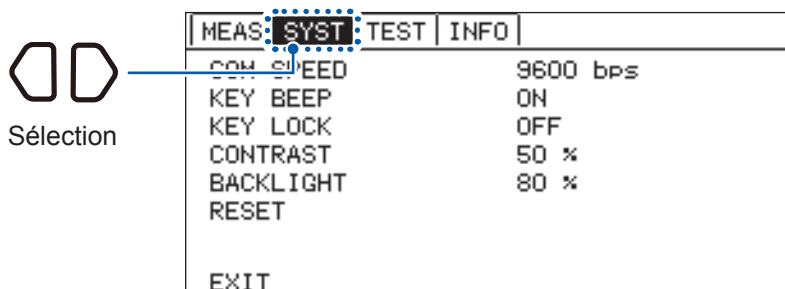 MEAS SYST TEST INFO
COM SPEED 9600 bps
KEY BEEP ON
KEY LOCK OFF
Sélection
CONTRAST 50 %
BACKLIGHT 80 %
RESET
EXIT